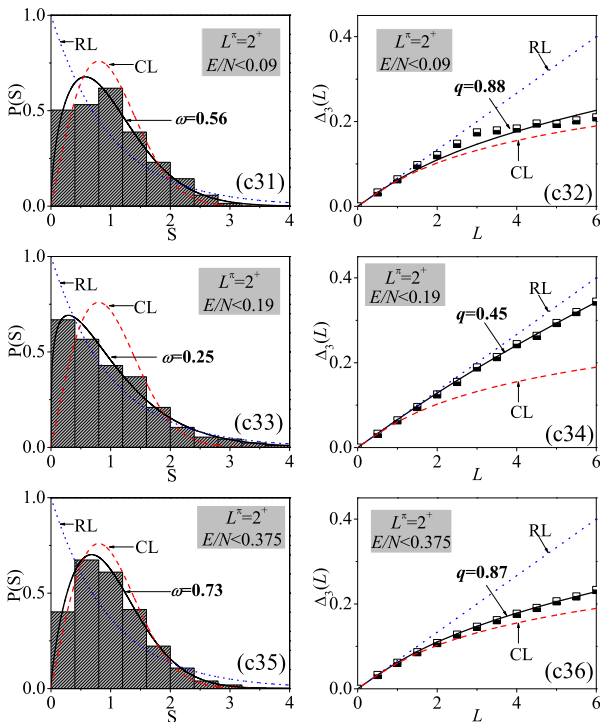 1.0
RL
CL
L^π=2^+
E/N<0.09
P(S)
0.5
ω=0.56
(c31)
0.0
0 1 2 3 4
S
0.4
L^π=2^+
E/N<0.09
RL
Δ_3(L)
q=0.88
0.2
CL
(c32)
0.0
0 2 4 6
L
1.0
RL
CL
L^π=2^+
E/N<0.19
P(S)
0.5
ω=0.25
(c33)
0.0
0 1 2 3 4
S
0.4
L^π=2^+
E/N<0.19
RL
Δ_3(L)
q=0.45
0.2
CL
(c34)
0.0
0 2 4 6
L
1.0
RL
CL
L^π=2^+
E/N<0.375
P(S)
0.5
ω=0.73
(c35)
0.0
0 1 2 3 4
S
0.4
L^π=2^+
E/N<0.375
RL
Δ_3(L)
q=0.87
0.2
CL
(c36)
0.0
0 2 4 6
L